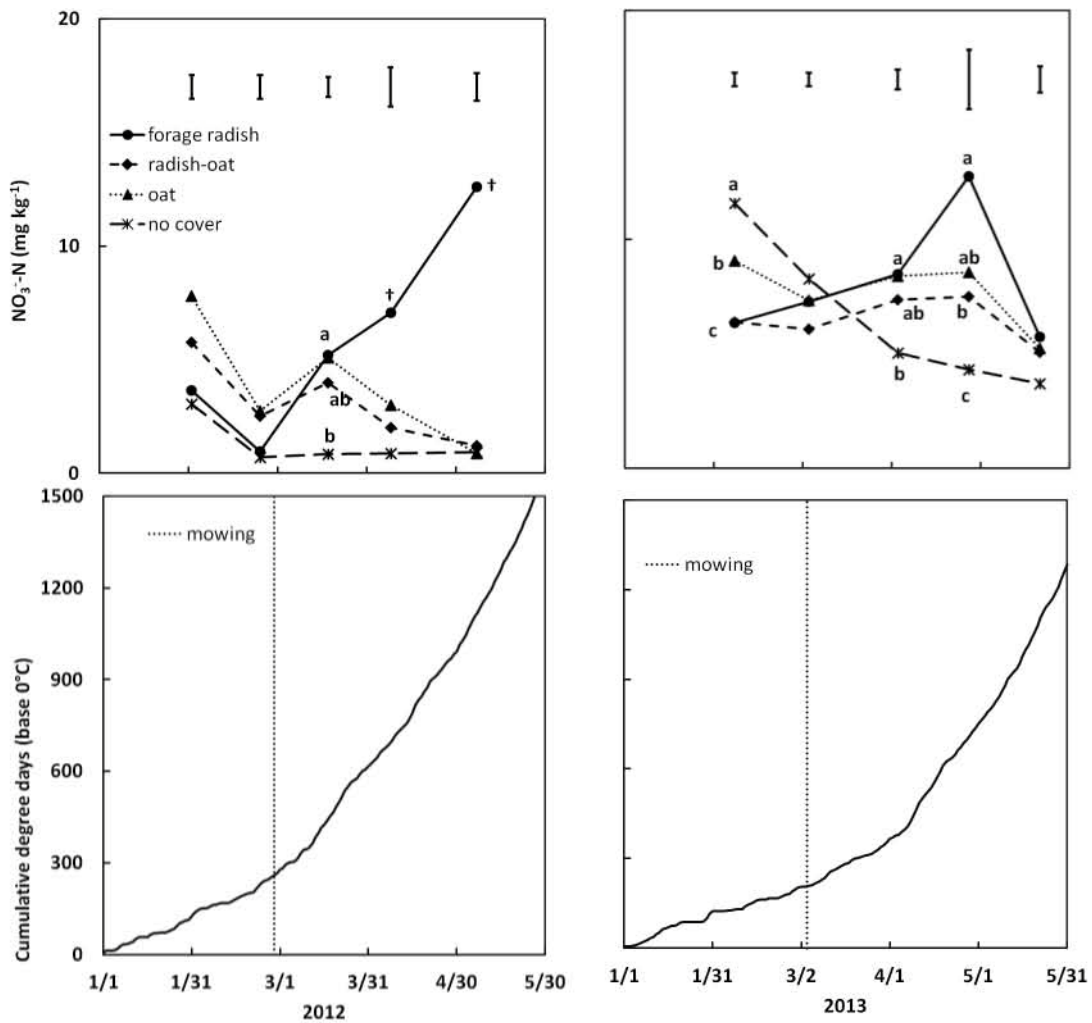 20
10
0
NO₃⁻-N (mg kg⁻¹)
forage radish
radish-oat
oat
no cover
a
ab
b
†
†
a
b
c
a
ab
b
a
ab
b
c
1500
1200
900
600
300
0
Cumulative degree days (base 0°C)
mowing
1/1 1/31 3/1 3/31 4/30 5/30
2012
mowing
1/1 1/31 3/2 4/1 5/1 5/31
2013